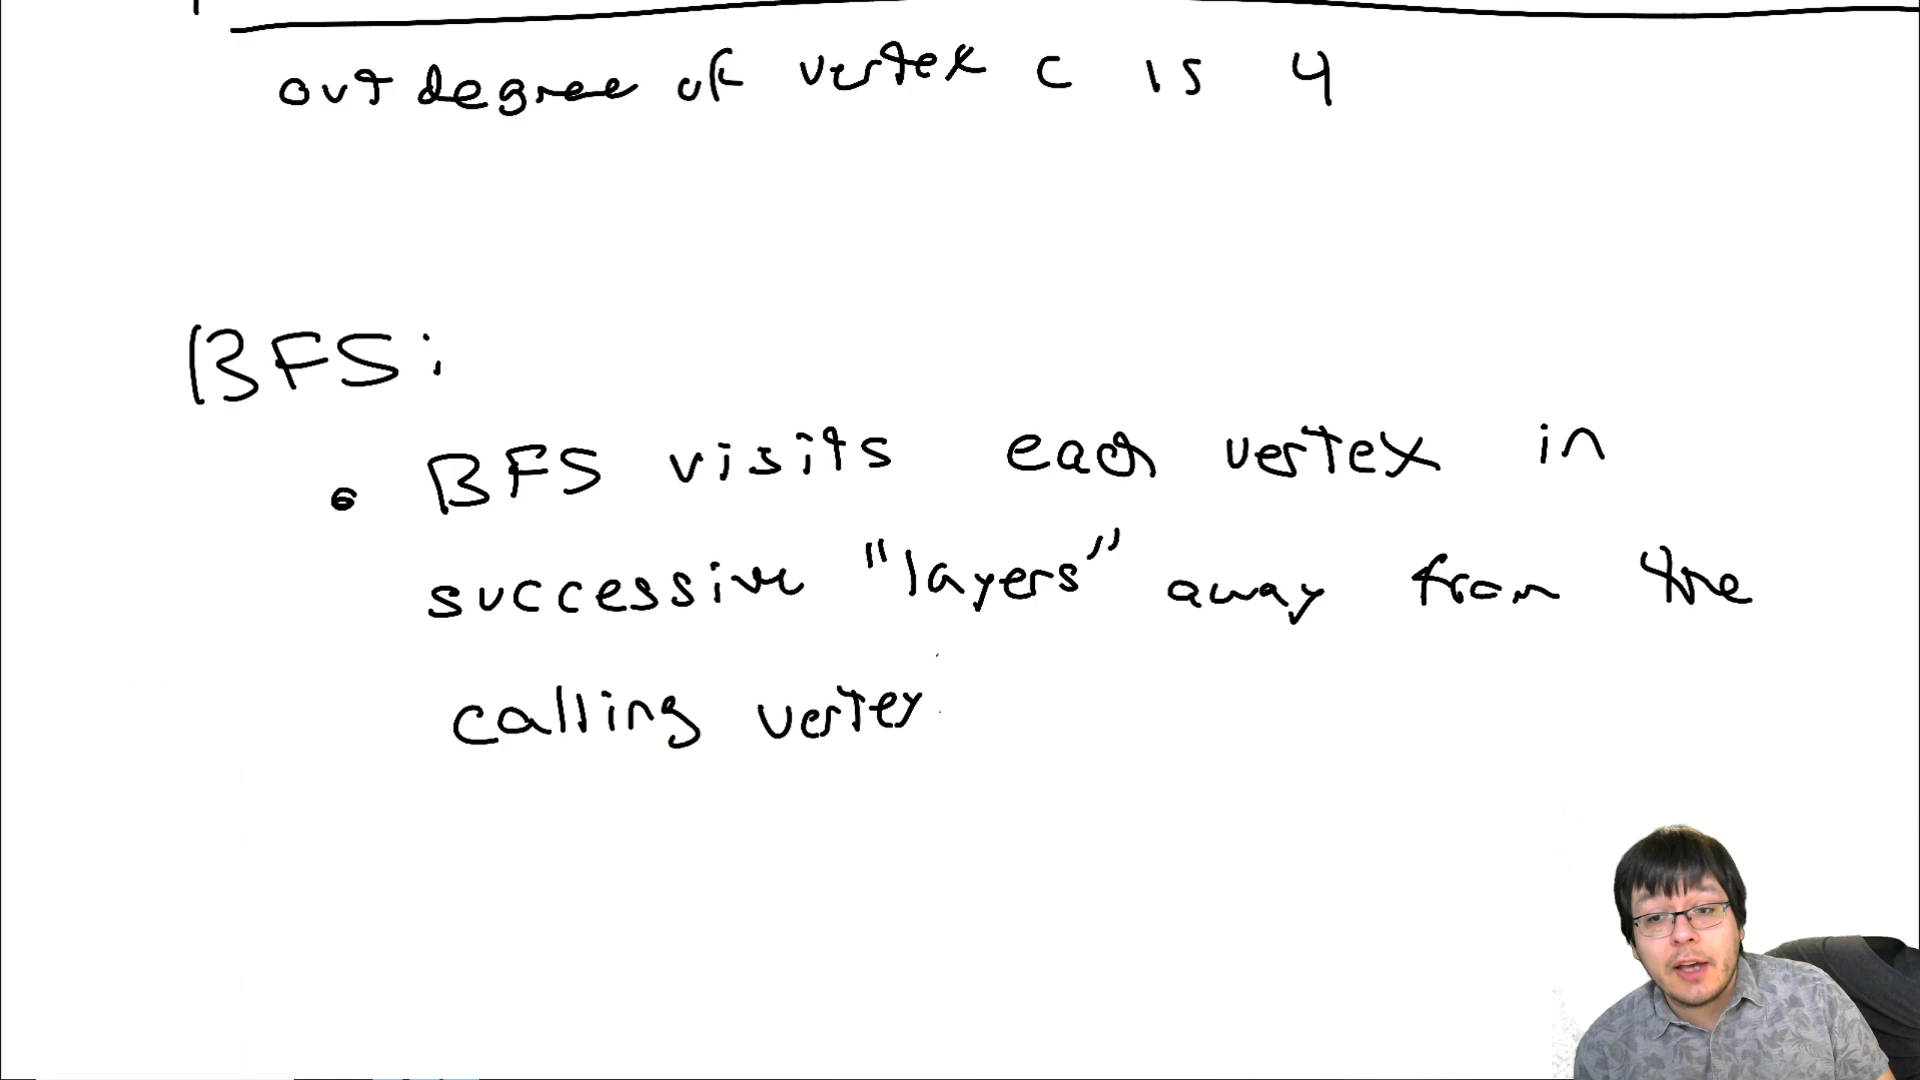 out degree of vertex c is 4
BFS:
• BFS visits each vertex in
successive "layers" away from the
calling vertex